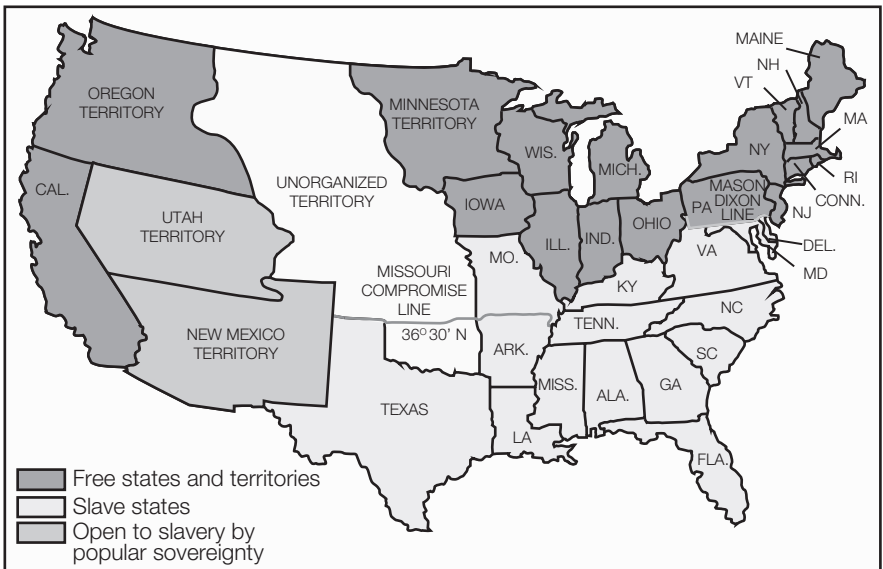 MAINE
NH
VT
OREGON
TERRITORY
MINNESOTA
TERRITORY
MA
NY
WIS.
MICH.
RI
CONN.
CAL.
UNORGANIZED
TERRITORY
MASON
DIXON
LINE
PA
NJ
IOWA
UTAH
TERRITORY
ILL.
IND.
OHIO
DEL.
MD
MO.
VA
MISSOURI
COMPROMISE
LINE
KY
36° 30' N
NC
NEW MEXICO
TERRITORY
TENN.
ARK.
SC
MISS.
ALA.
GA
TEXAS
LA
FLA.
Free states and territories
Slave states
Open to slavery by
popular sovereignty